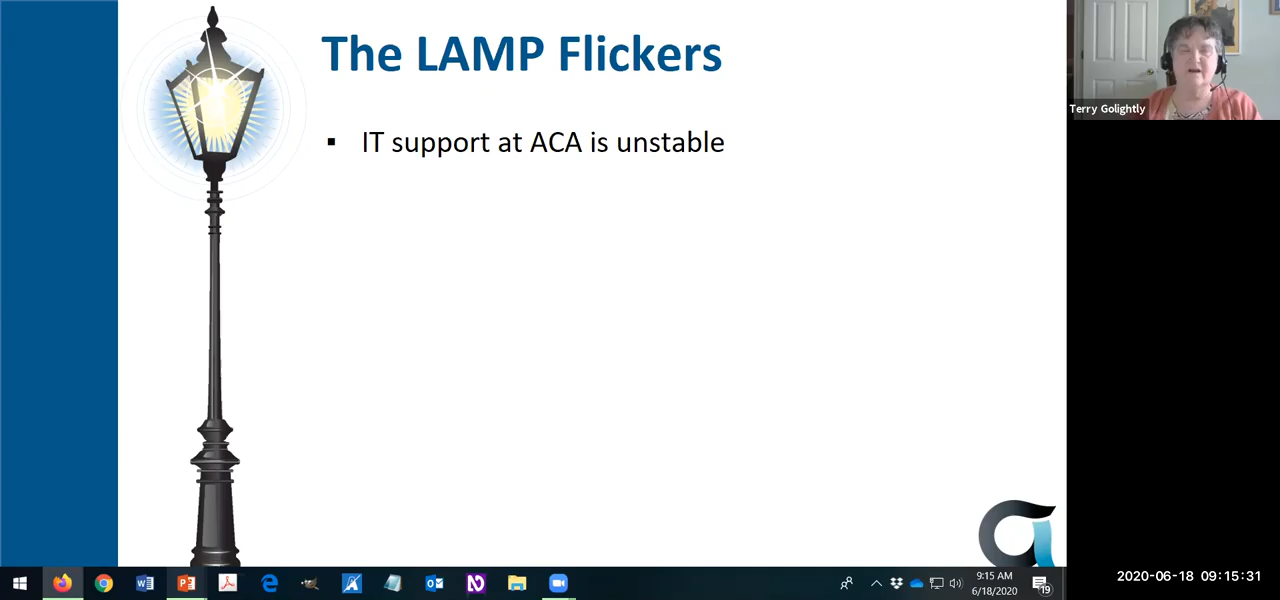 The LAMP Flickers
▪ IT support at ACA is unstable
Terry Golightly
9:15 AM
6/18/2020
19
2020-06-18 09:15:31